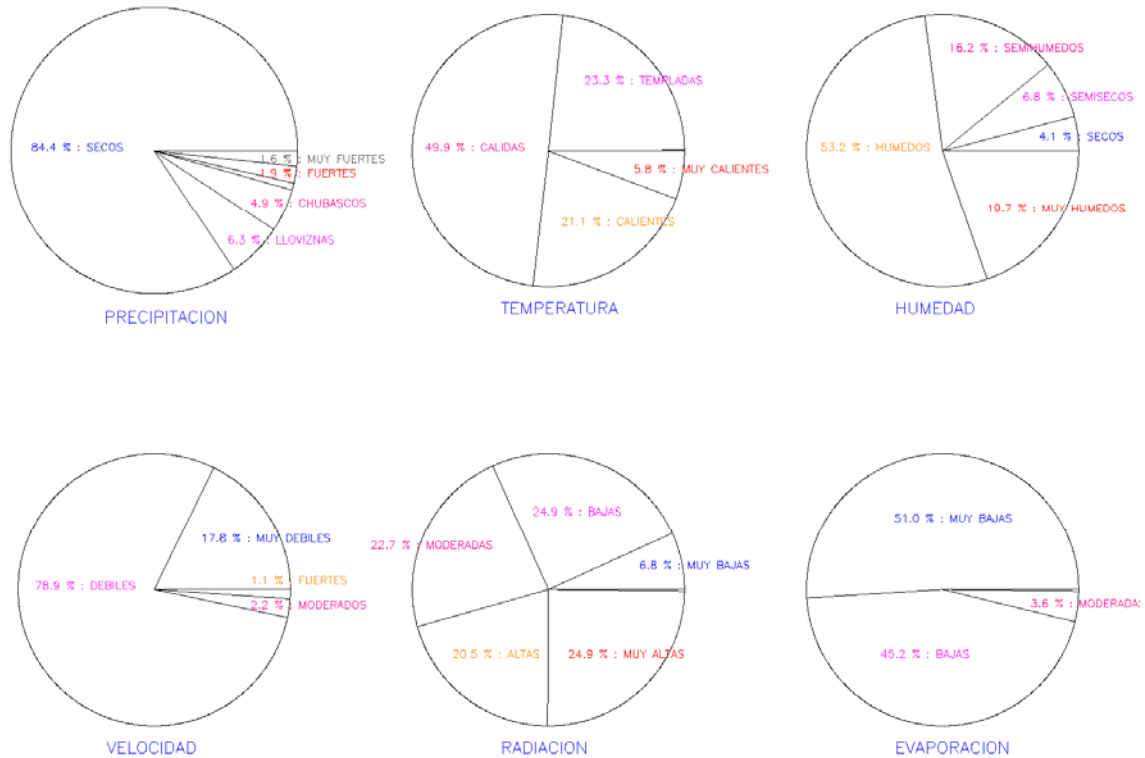 84.4 % : SECOS
1.6 % : MUY FUERTES
1.9 % : FUERTES
4.9 % : CHUBASCOS
6.3 % : LLOVIZNAS
PRECIPITACION
23.3 % : TEMPLADAS
49.9 % : CALIDAS
5.8 % : MUY CALIENTES
21.1 % : CALIENTES
TEMPERATURA
16.2 % : SEMIHUMEDOS
6.8 % : SEMISECOS
4.1 % : SECOS
53.2 % : HUMEDOS
19.7 % : MUY HUMEDOS
HUMEDAD
17.8 % : MUY DEBILES
78.9 % : DEBILES
1.1 % : FUERTES
2.2 % : MODERADOS
VELOCIDAD
24.9 % : BAJAS
22.7 % : MODERADAS
6.8 % : MUY BAJAS
20.5 % : ALTAS
24.9 % : MUY ALTAS
RADIACION
51.0 % : MUY BAJAS
3.6 % : MODERADA
45.2 % : BAJAS
EVAPORACION